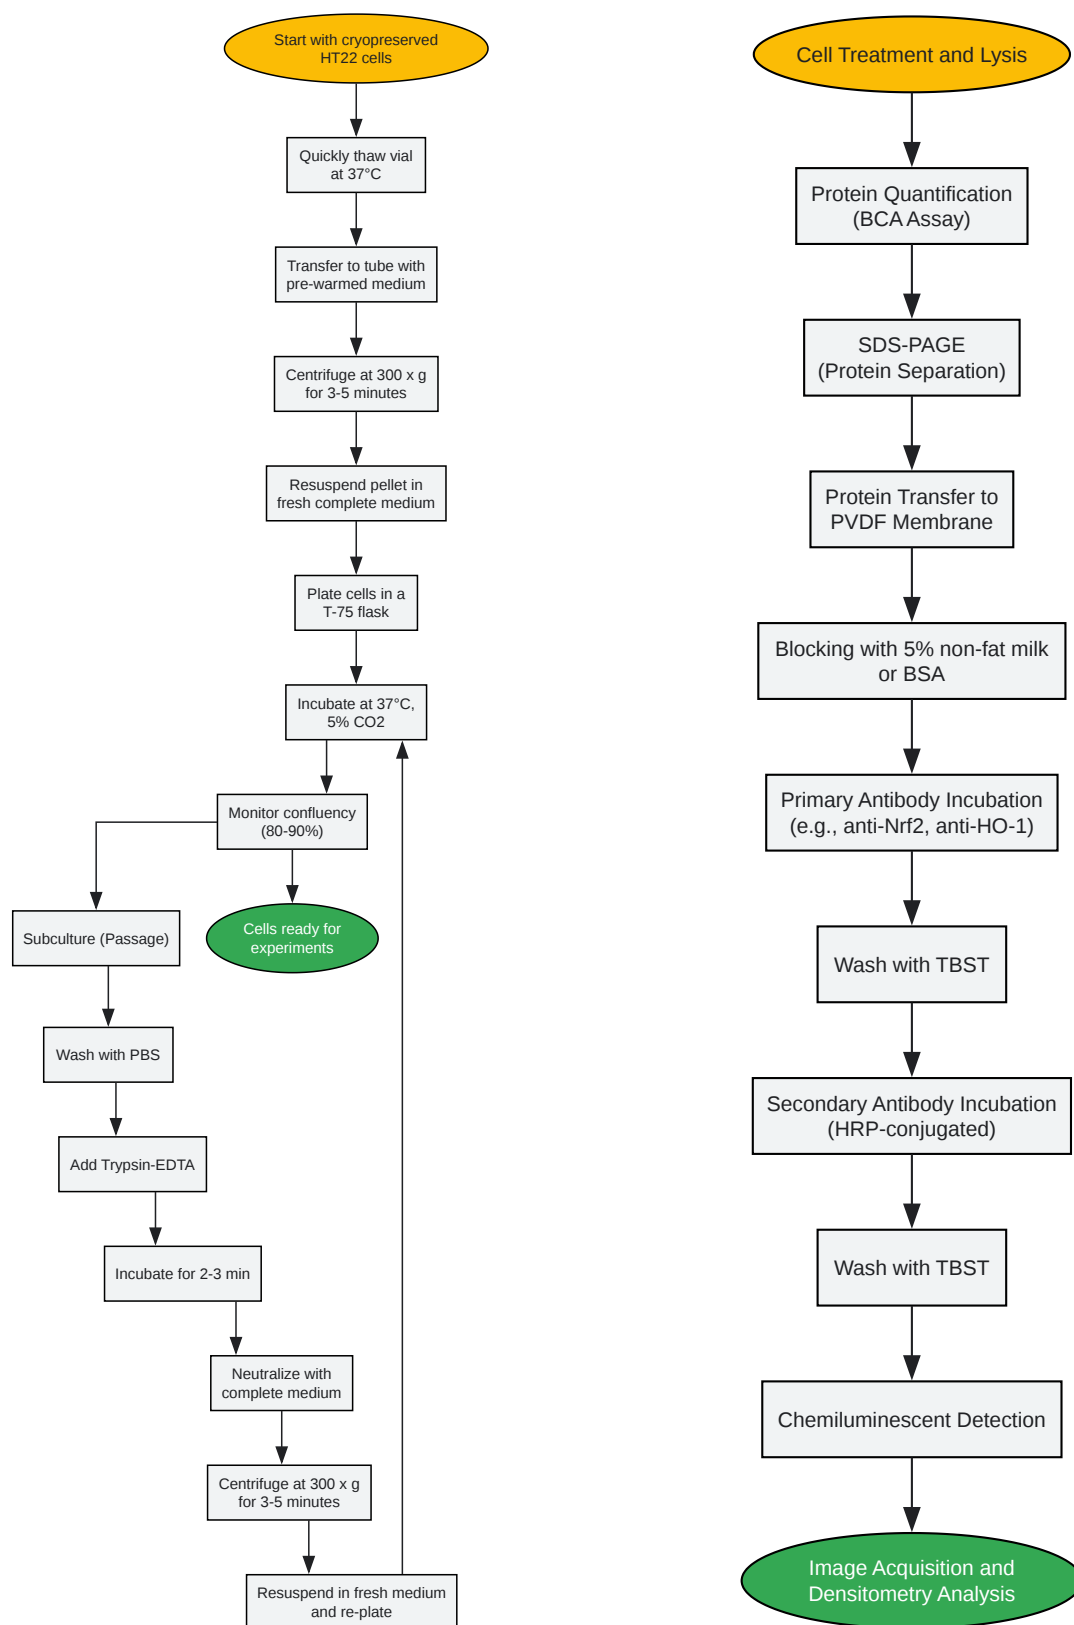 Start with cryopreserved
HT22 cells
Quickly thaw vial
at 37°C
Transfer to tube with
pre-warmed medium
Centrifuge at 300 x g
for 3-5 minutes
Resuspend pellet in
fresh complete medium
Plate cells in a
T-75 flask
Incubate at 37°C,
5% CO2
Monitor confluency
(80-90%)
Cells ready for
experiments
Subculture (Passage)
Wash with PBS
Add Trypsin-EDTA
Incubate for 2-3 min
Neutralize with
complete medium
Centrifuge at 300 x g
for 3-5 minutes
Resuspend in fresh medium
and re-plate
Cell Treatment and Lysis
Protein Quantification
(BCA Assay)
SDS-PAGE
(Protein Separation)
Protein Transfer to
PVDF Membrane
Blocking with 5% non-fat milk
or BSA
Primary Antibody Incubation
(e.g., anti-Nrf2, anti-HO-1)
Wash with TBST
Secondary Antibody Incubation
(HRP-conjugated)
Wash with TBST
Chemiluminescent Detection
Image Acquisition and
Densitometry Analysis